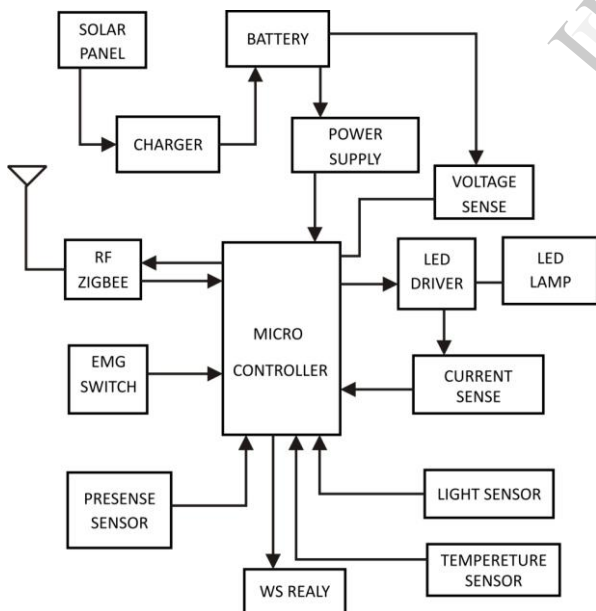 SOLAR
PANEL
BATTERY
CHARGER
POWER
SUPPLY
VOLTAGE
SENSE
RF
ZIGBEE
LED
DRIVER
LED
LAMP
MICRO
CONTROLLER
EMG
SWITCH
CURRENT
SENSE
PRESENSE
SENSOR
LIGHT SENSOR
TEMPERETURE
SENSOR
WS REALY